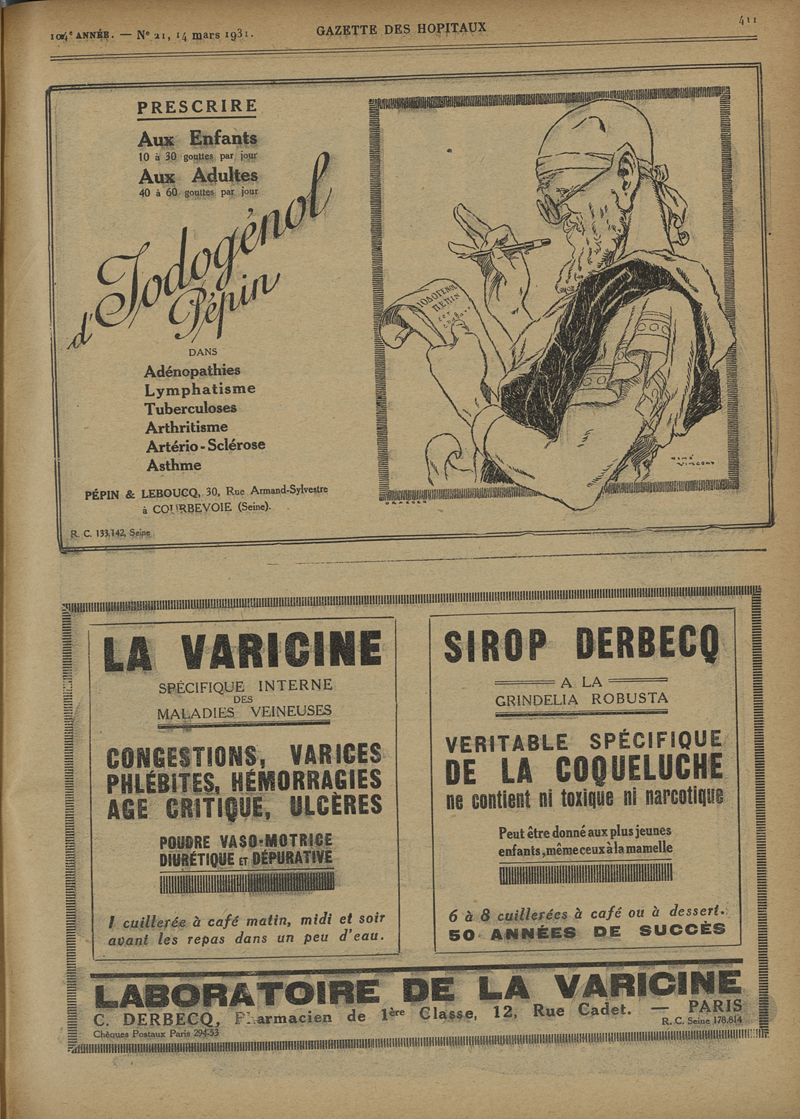 104e ANNÉE. — N° 21, 14 mars 1931.
GAZETTE DES HOPITAUX
411
PRESCRIRE
Aux Enfants
10 à 30 gouttes par jour
Aux Adultes
40 à 60 gouttes par jour
d'Iodogénol
Pépin
DANS
Adénopathies
Lymphatisme
Tuberculoses
Arthritisme
Artério-Sclérose
Asthme
PÉPIN & LEBOUCQ, 30, Rue Armand-Sylvestre
à COURBEVOIE (Seine).
R. C. 133,142, Seine
IODOGENOL
PEPIN
RENÉ
VINCENT
DRAEGER
LA VARICINE
SPÉCIFIQUE INTERNE
DES
MALADIES VEINEUSES
CONGESTIONS, VARICES
PHLÉBITES, HÉMORRAGIES
AGE CRITIQUE, ULCÈRES
POUDRE VASO-MOTRICE
DIURÉTIQUE ET DÉPURATIVE
1 cuillerée à café matin, midi et soir
avant les repas dans un peu d'eau.
SIROP DERBECQ
A LA
GRINDELIA ROBUSTA
VERITABLE SPÉCIFIQUE
DE LA COQUELUCHE
ne contient ni toxique ni narcotique
Peut être donné aux plus jeunes
enfants, même ceux à la mamelle
6 à 8 cuillerées à café ou à dessert.
50 ANNÉES DE SUCCÈS
LABORATOIRE DE LA VARICINE
C. DERBECQ, Pharmacien de 1ère Classe, 12, Rue Cadet. — PARIS
Chèques Postaux Paris 294-53
R. C. Seine 178.814